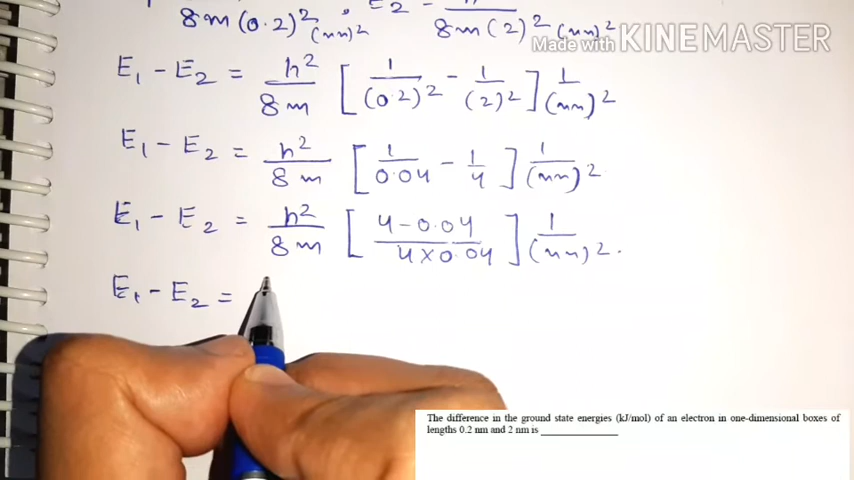 8m(0.2)²(nm)² , E2 = 8m(2)²(nm)²
Made with KINEMASTER
E₁ - E₂ = h²/8m [ 1/(0.2)² - 1/(2)² ] 1/(nm)²
E₁ - E₂ = h²/8m [ 1/0.04 - 1/4 ] 1/(nm)²
E₁ - E₂ = h²/8m [ 4-0.04/4×0.04 ] 1/(nm)².
E₁ - E₂ =
The difference in the ground state energies (kJ/mol) of an electron in one-dimensional boxes of
lengths 0.2 nm and 2 nm is ____________